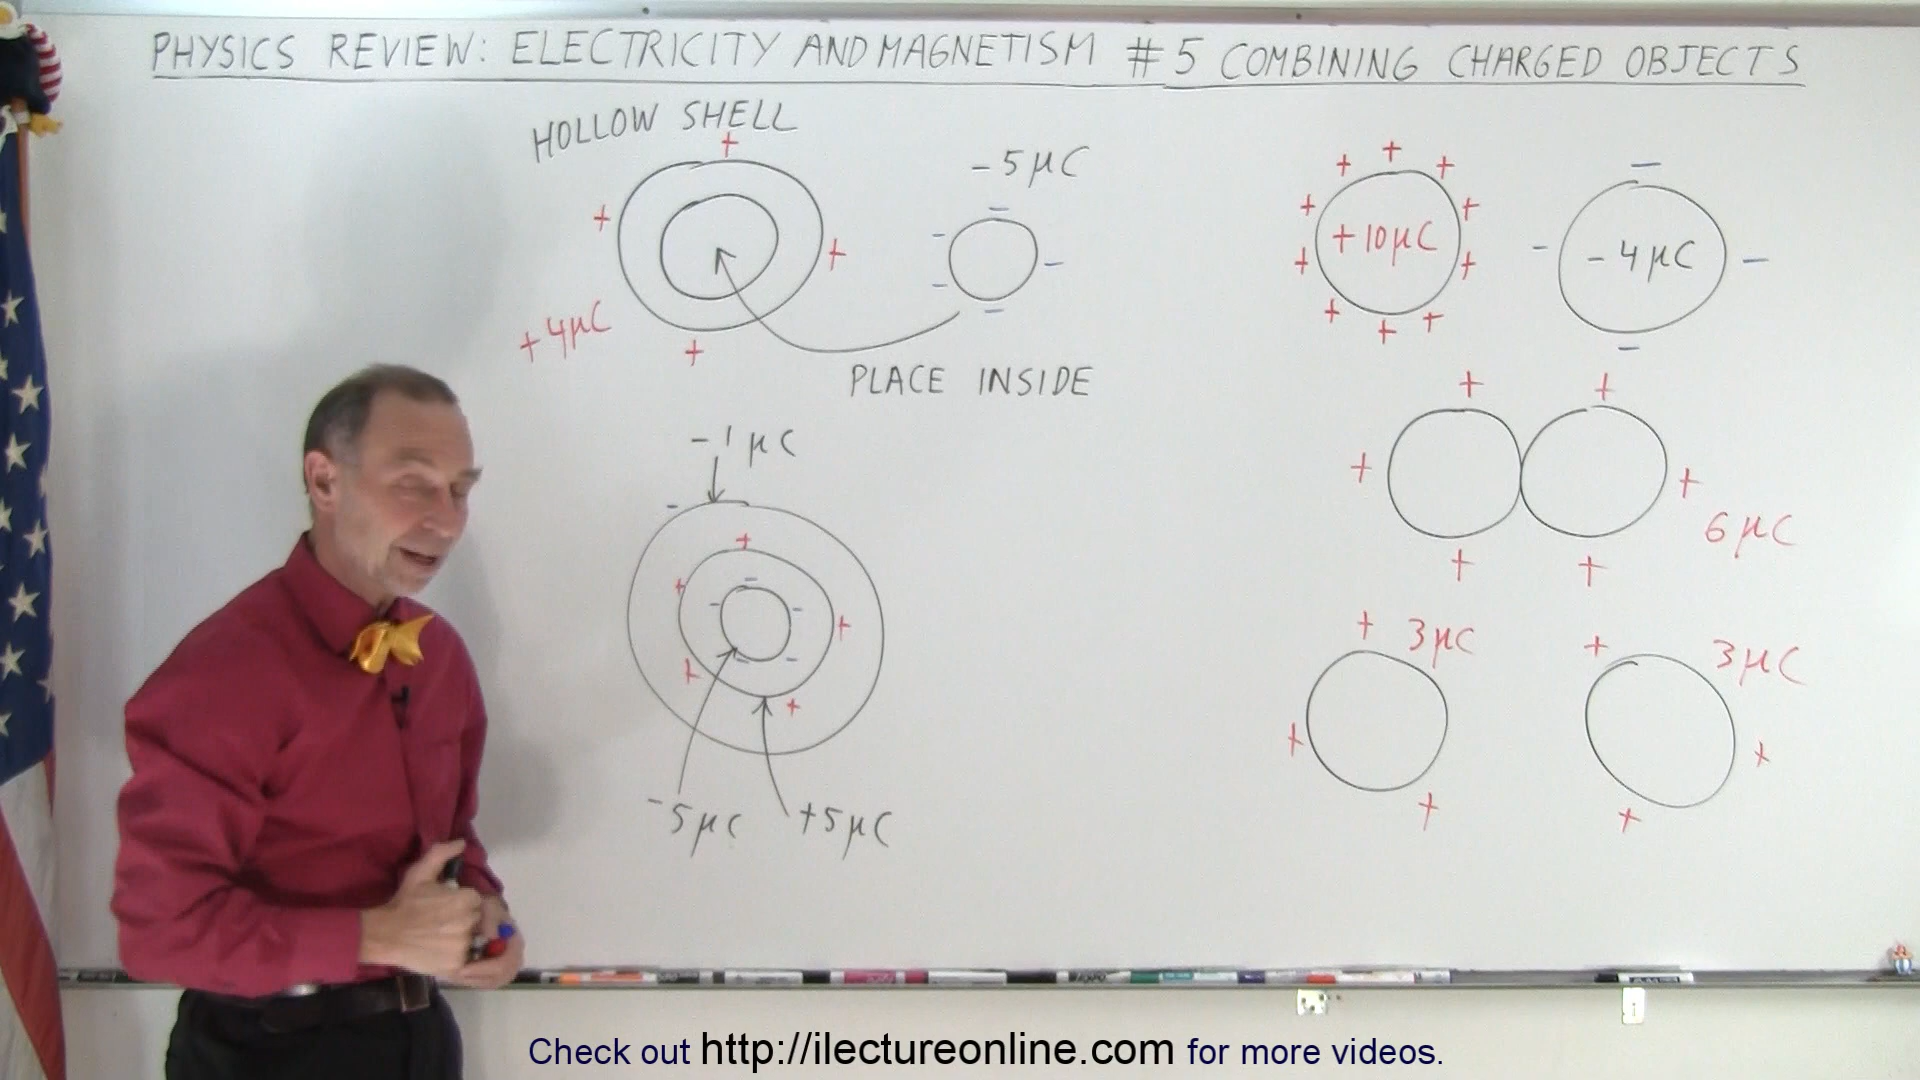 PHYSICS REVIEW: ELECTRICITY AND MAGNETISM #5 COMBINING CHARGED OBJECTS
HOLLOW SHELL
+
+
+
+
+4µC
-5µC
-
-
-
-
-
PLACE INSIDE
-1µC
-
+
+
+
+
+
-
-
-
-
-
-5µC
+5µC
+ + +
+ +
+10µC
+ +
+ + +
-
- -4µC -
-
+ +
+ +
6µC
+ +
+ 3µC
+
+
+ 3µC
+
+
Check out http://ilectureonline.com for more videos.